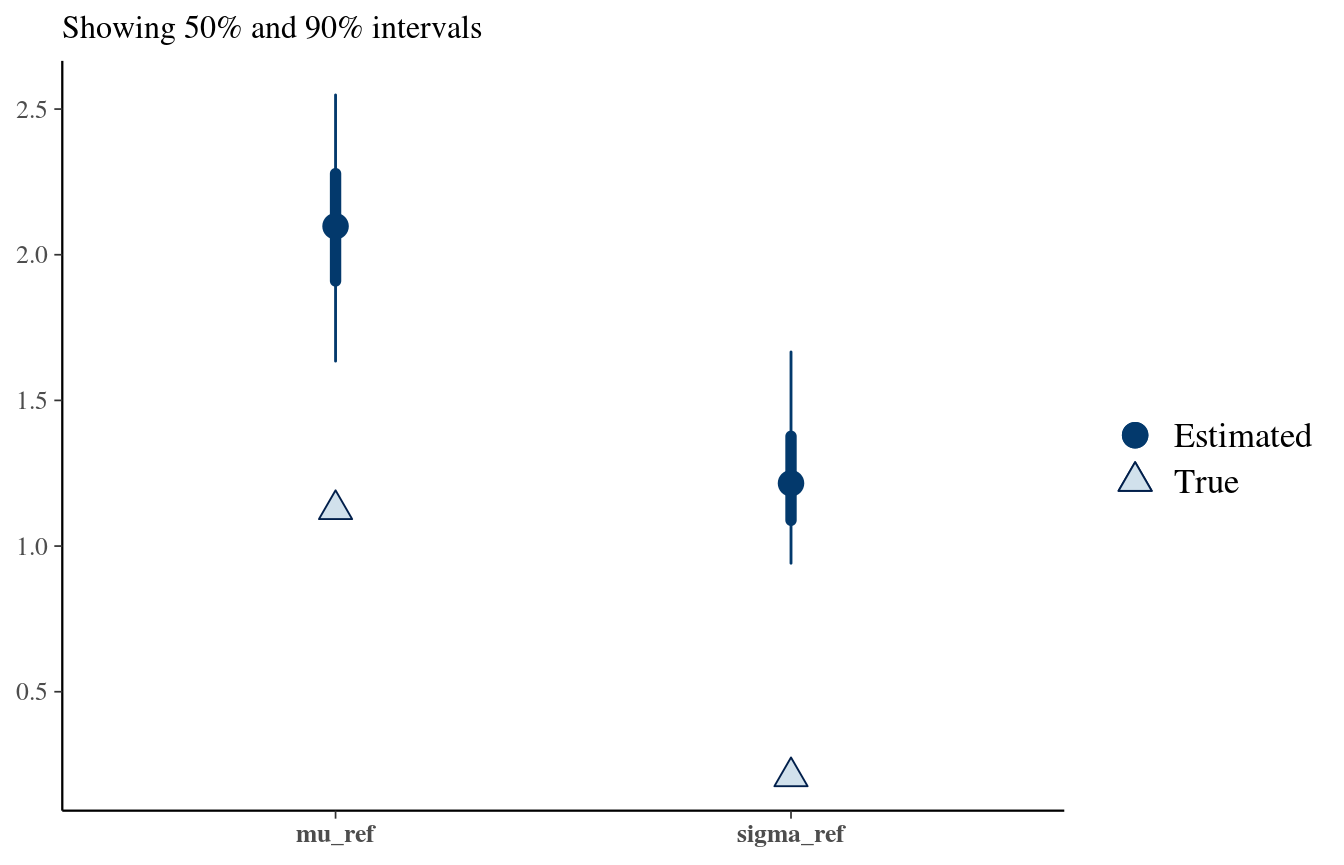 Showing 50% and 90% intervals
2.5
2.0
1.5
1.0
0.5
mu_ref
sigma_ref
Estimated
True